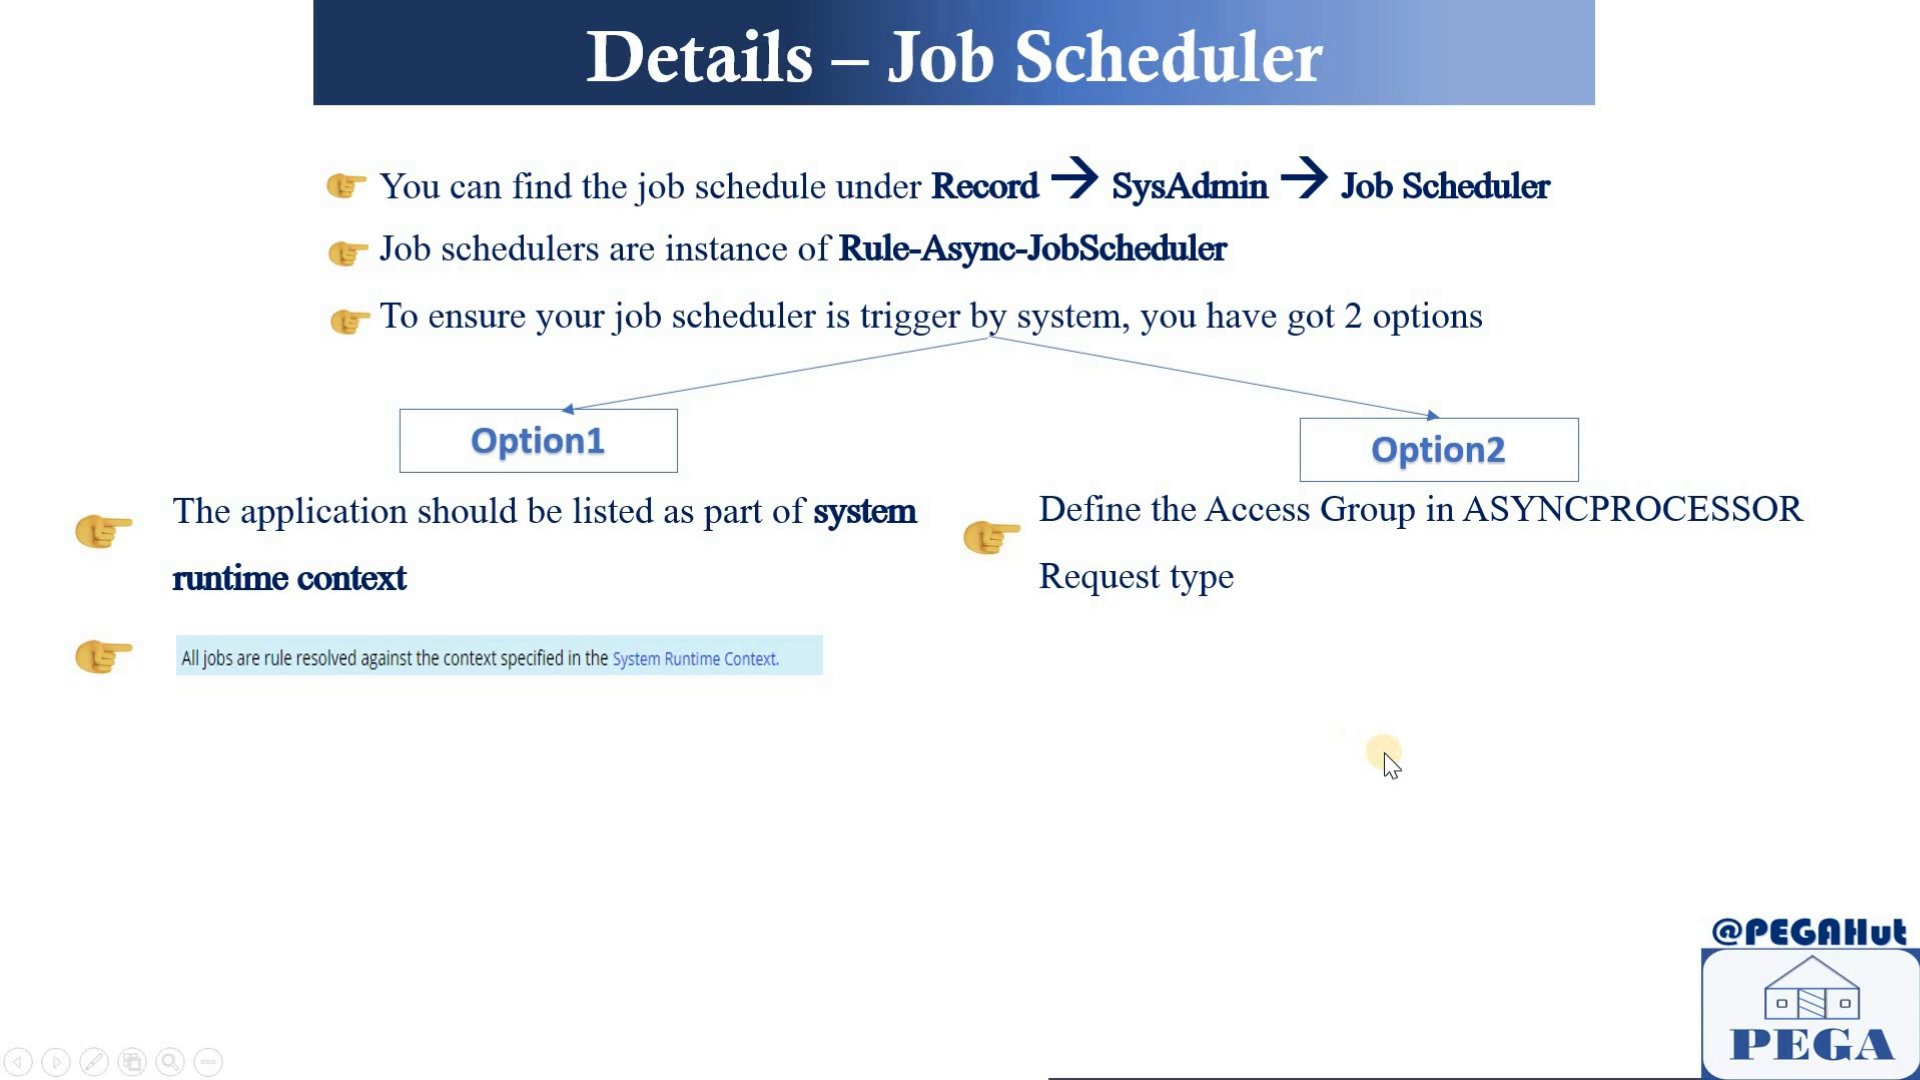 Details – Job Scheduler
You can find the job schedule under Record → SysAdmin → Job Scheduler
Job schedulers are instance of Rule-Async-JobScheduler
To ensure your job scheduler is trigger by system, you have got 2 options
Option1
The application should be listed as part of system
runtime context
All jobs are rule resolved against the context specified in the System Runtime Context.
Option2
Define the Access Group in ASYNCPROCESSOR
Request type
@PEGAHut
PEGA